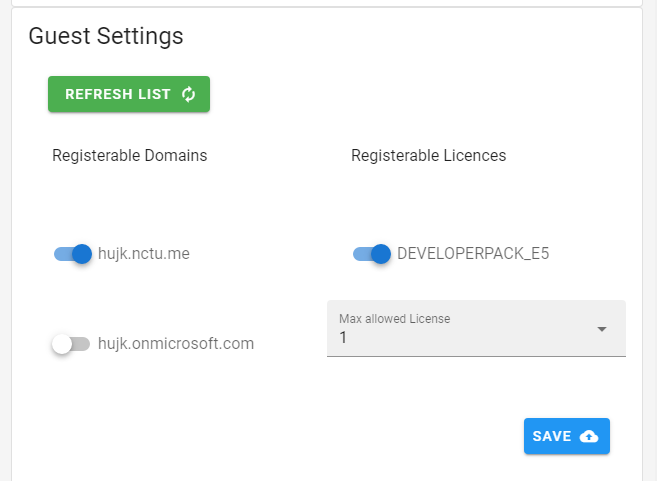 Guest Settings
REFRESH LIST
Registerable Domains
Registerable Licences
hujk.nctu.me
DEVELOPERPACK_E5
hujk.onmicrosoft.com
Max allowed License
1
SAVE